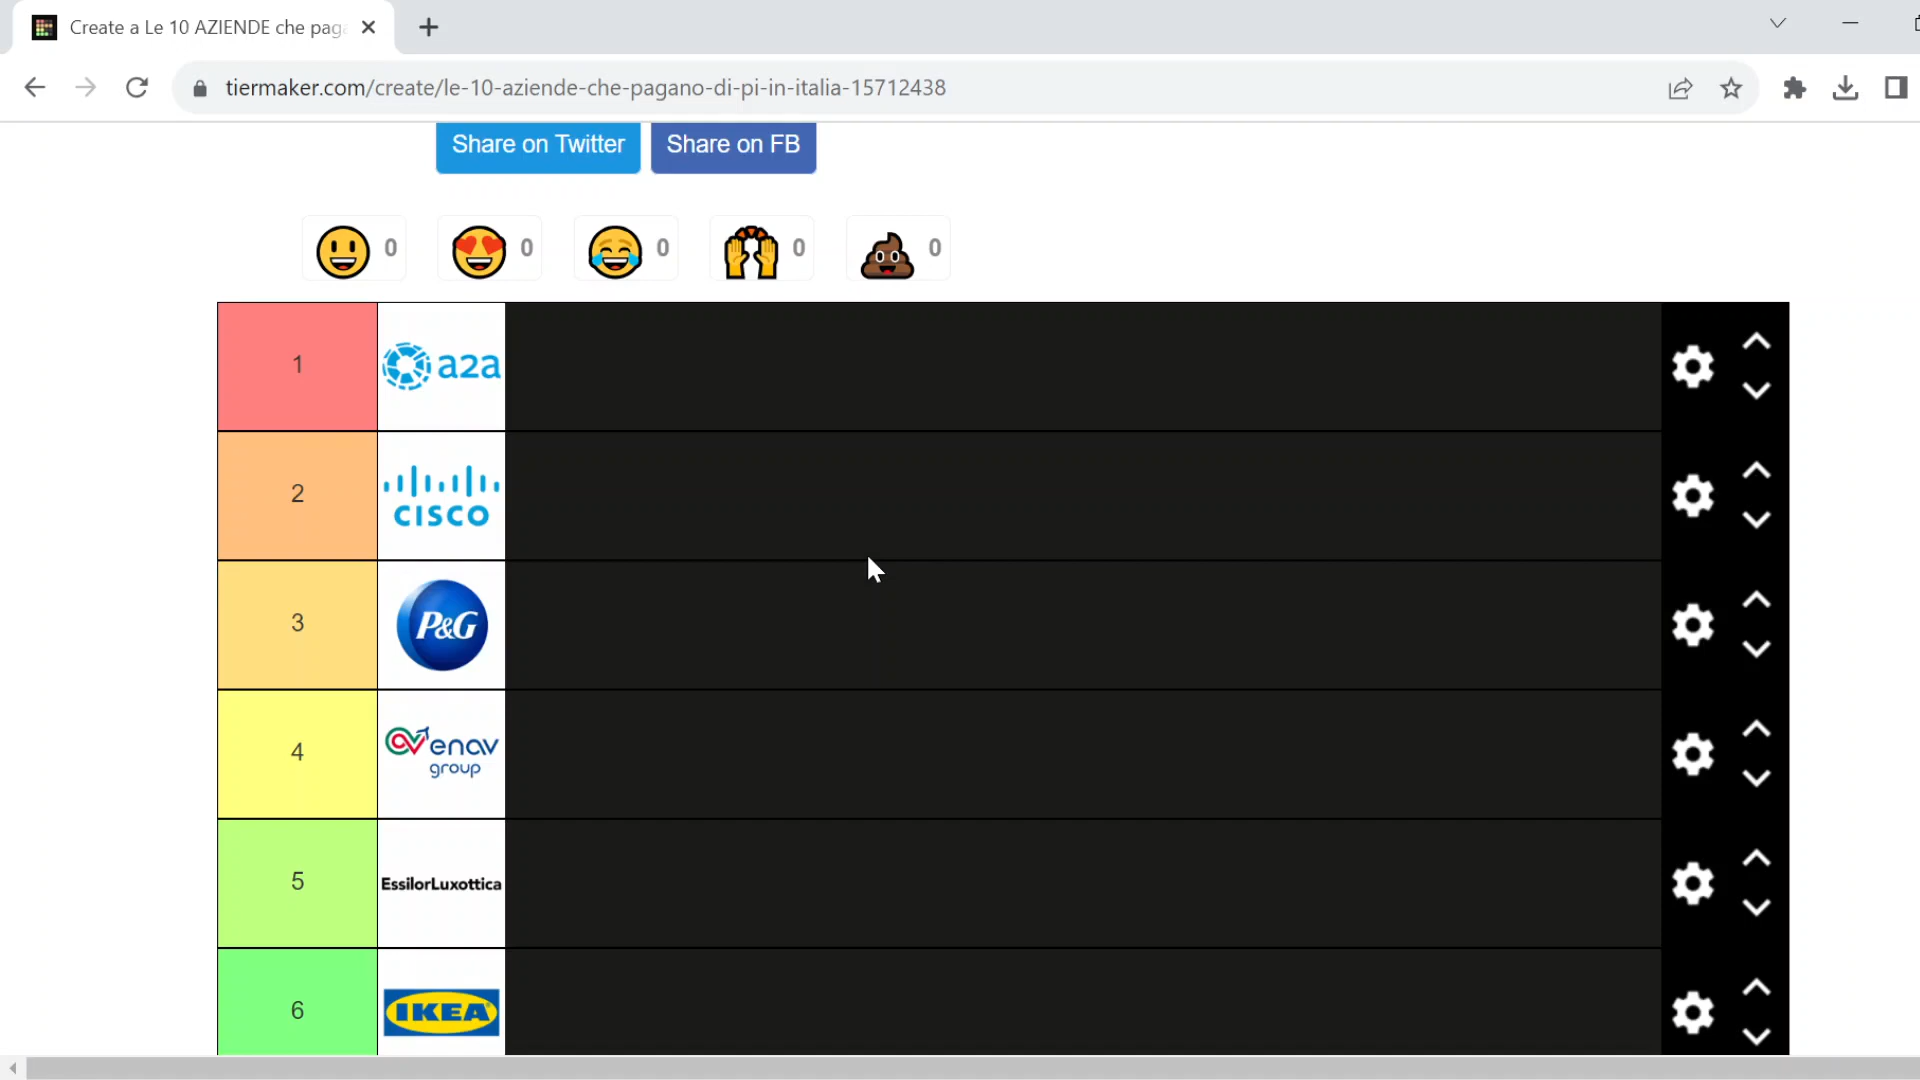 Create a Le 10 AZIENDE che paga
tiermaker.com/create/le-10-aziende-che-pagano-di-pi-in-italia-15712438
Share on Twitter Share on FB
0 0 0 0 0
1 a2a
2 CISCO
3 P&G
4 enav
group
5 EssilorLuxottica
6 IKEA